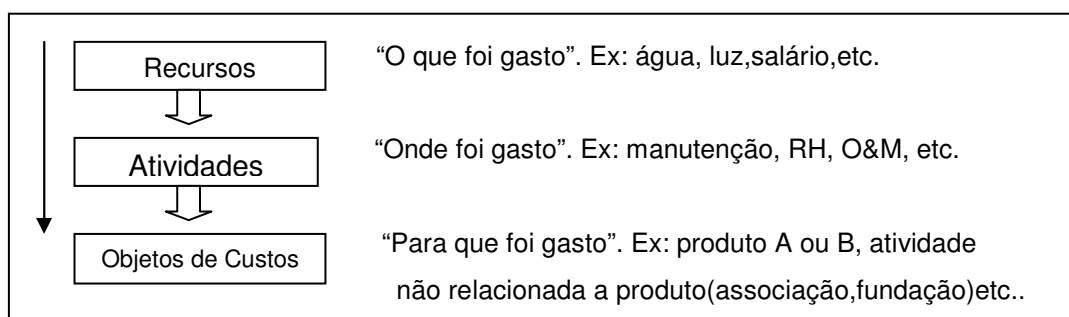 Recursos
“O que foi gasto”. Ex: água, luz,salário,etc.
Atividades
“Onde foi gasto”. Ex: manutenção, RH, O&M, etc.
Objetos de Custos
“Para que foi gasto”. Ex: produto A ou B, atividade
não relacionada a produto(associação,fundação)etc..